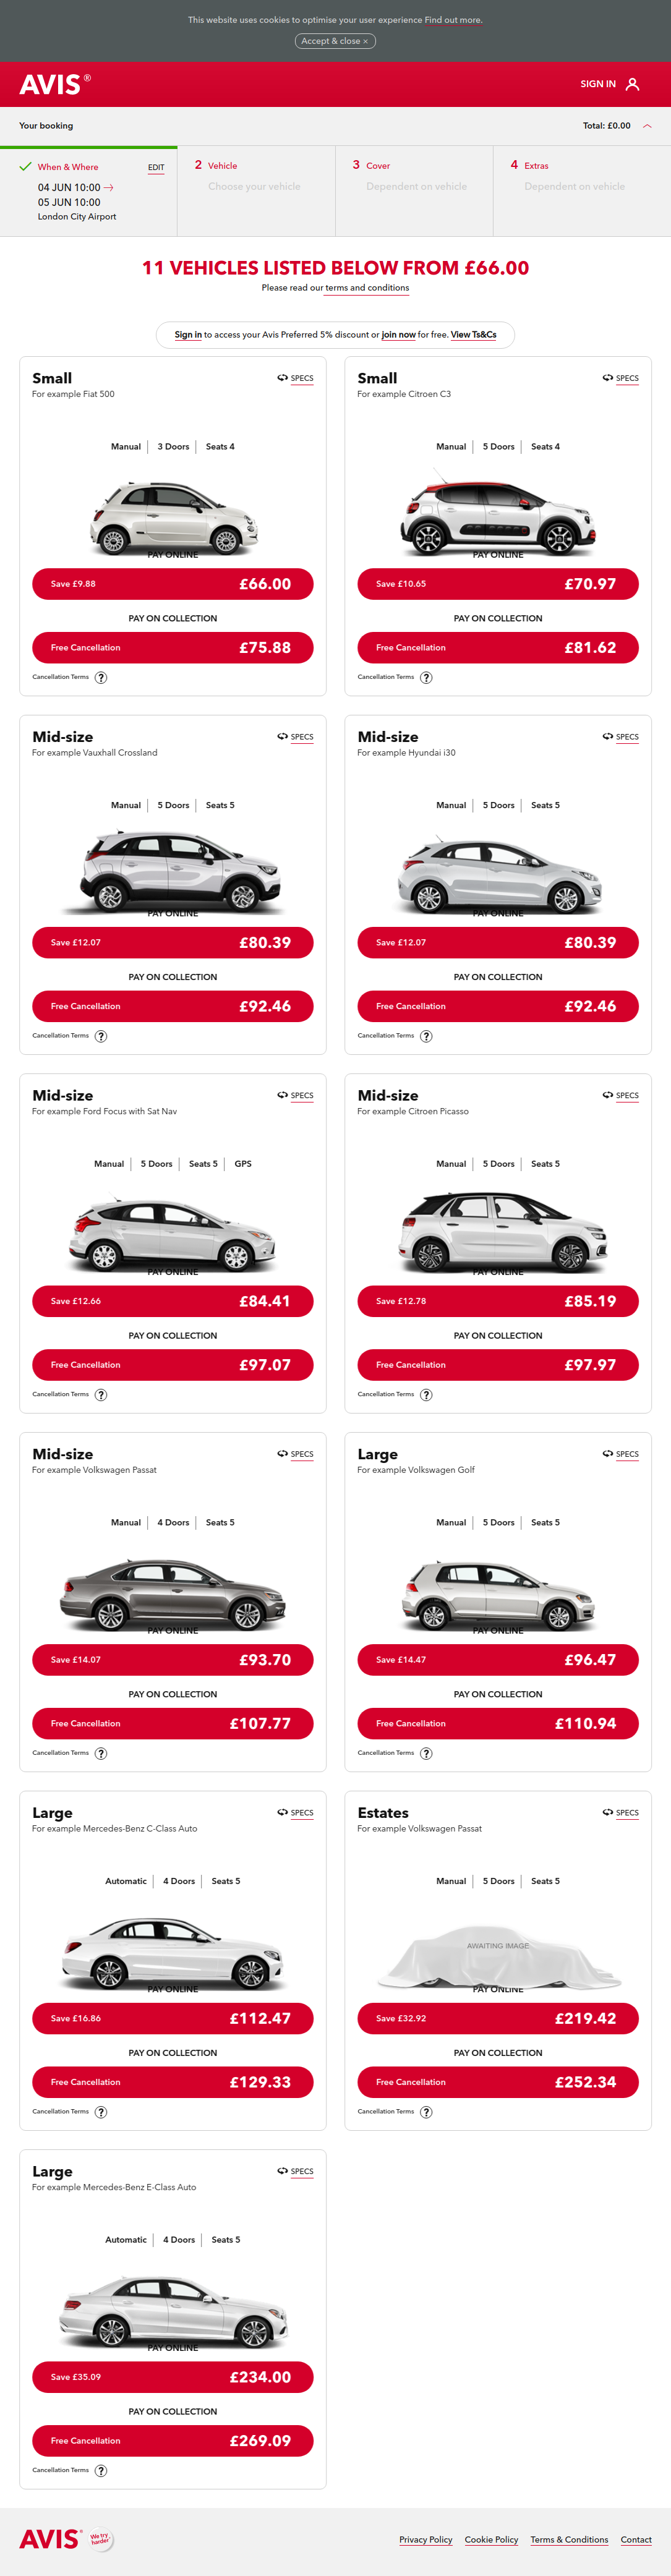 This website uses cookies to optimise your user experience Find out more.
Accept & close ×
AVIS ®
SIGN IN
Your booking
Total: £0.00
When & Where
EDIT
04 JUN 10:00 →
05 JUN 10:00
London City Airport
2 Vehicle
Choose your vehicle
3 Cover
Dependent on vehicle
4 Extras
Dependent on vehicle
11 VEHICLES LISTED BELOW FROM £66.00
Please read our terms and conditions
Sign in to access your Avis Preferred 5% discount or join now for free. View Ts&Cs
Small
SPECS
For example Fiat 500
Manual | 3 Doors | Seats 4
PAY ONLINE
Save £9.88 £66.00
PAY ON COLLECTION
Free Cancellation £75.88
Cancellation Terms ?
Small
SPECS
For example Citroen C3
Manual | 5 Doors | Seats 4
PAY ONLINE
Save £10.65 £70.97
PAY ON COLLECTION
Free Cancellation £81.62
Cancellation Terms ?
Mid-size
SPECS
For example Vauxhall Crossland
Manual | 5 Doors | Seats 5
PAY ONLINE
Save £12.07 £80.39
PAY ON COLLECTION
Free Cancellation £92.46
Cancellation Terms ?
Mid-size
SPECS
For example Hyundai i30
Manual | 5 Doors | Seats 5
PAY ONLINE
Save £12.07 £80.39
PAY ON COLLECTION
Free Cancellation £92.46
Cancellation Terms ?
Mid-size
SPECS
For example Ford Focus with Sat Nav
Manual | 5 Doors | Seats 5 | GPS
PAY ONLINE
Save £12.66 £84.41
PAY ON COLLECTION
Free Cancellation £97.07
Cancellation Terms ?
Mid-size
SPECS
For example Citroen Picasso
Manual | 5 Doors | Seats 5
PAY ONLINE
Save £12.78 £85.19
PAY ON COLLECTION
Free Cancellation £97.97
Cancellation Terms ?
Mid-size
SPECS
For example Volkswagen Passat
Manual | 4 Doors | Seats 5
PAY ONLINE
Save £14.07 £93.70
PAY ON COLLECTION
Free Cancellation £107.77
Cancellation Terms ?
Large
SPECS
For example Volkswagen Golf
Manual | 5 Doors | Seats 5
PAY ONLINE
Save £14.47 £96.47
PAY ON COLLECTION
Free Cancellation £110.94
Cancellation Terms ?
Large
SPECS
For example Mercedes-Benz C-Class Auto
Automatic | 4 Doors | Seats 5
PAY ONLINE
Save £16.86 £112.47
PAY ON COLLECTION
Free Cancellation £129.33
Cancellation Terms ?
Estates
SPECS
For example Volkswagen Passat
Manual | 5 Doors | Seats 5
AWAITING IMAGE
PAY ONLINE
Save £32.92 £219.42
PAY ON COLLECTION
Free Cancellation £252.34
Cancellation Terms ?
Large
SPECS
For example Mercedes-Benz E-Class Auto
Automatic | 4 Doors | Seats 5
PAY ONLINE
Save £35.09 £234.00
PAY ON COLLECTION
Free Cancellation £269.09
Cancellation Terms ?
AVIS®
We try
harder.
Privacy Policy
Cookie Policy
Terms & Conditions
Contact